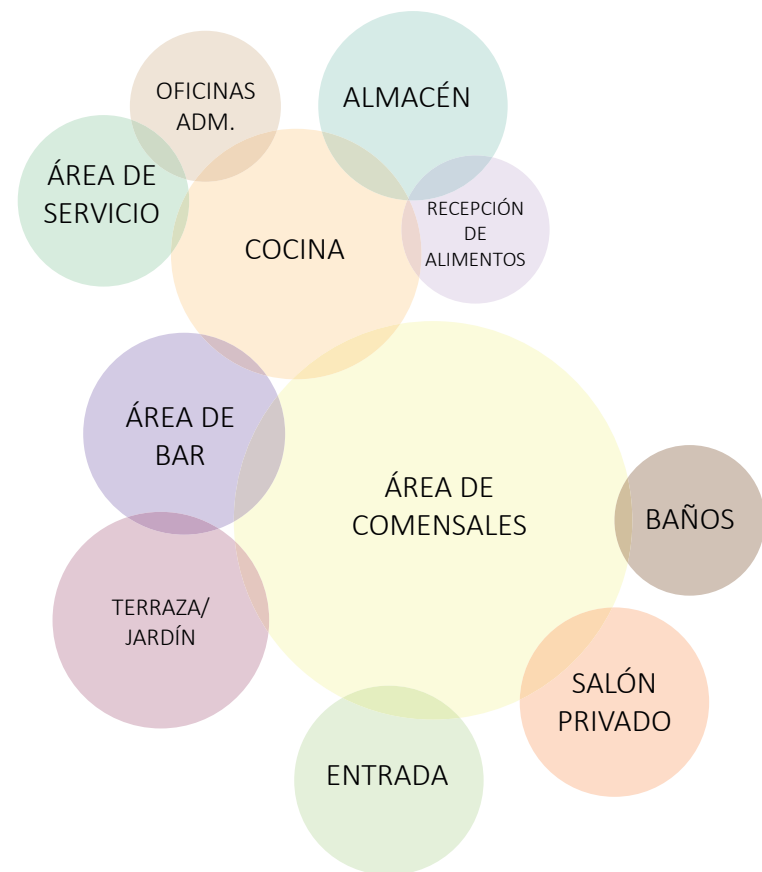 OFICINAS
ADM.
ALMACÉN
ÁREA DE
SERVICIO
RECEPCIÓN
DE
ALIMENTOS
COCINA
ÁREA DE
BAR
ÁREA DE
COMENSALES
BAÑOS
TERRAZA/
JARDÍN
SALÓN
PRIVADO
ENTRADA